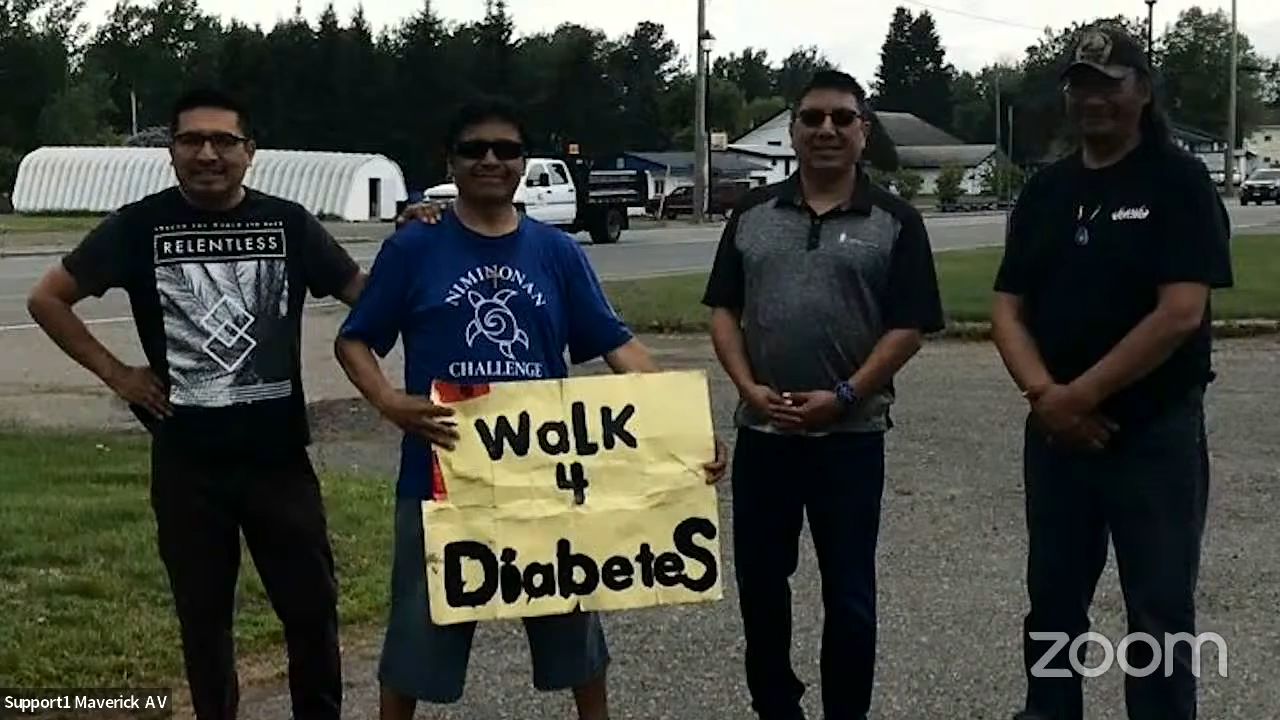 RELENTLESS
NIMINONAN
CHALLENGE
WaLK
4
DiabeteS
zoom
Support1 Maverick AV